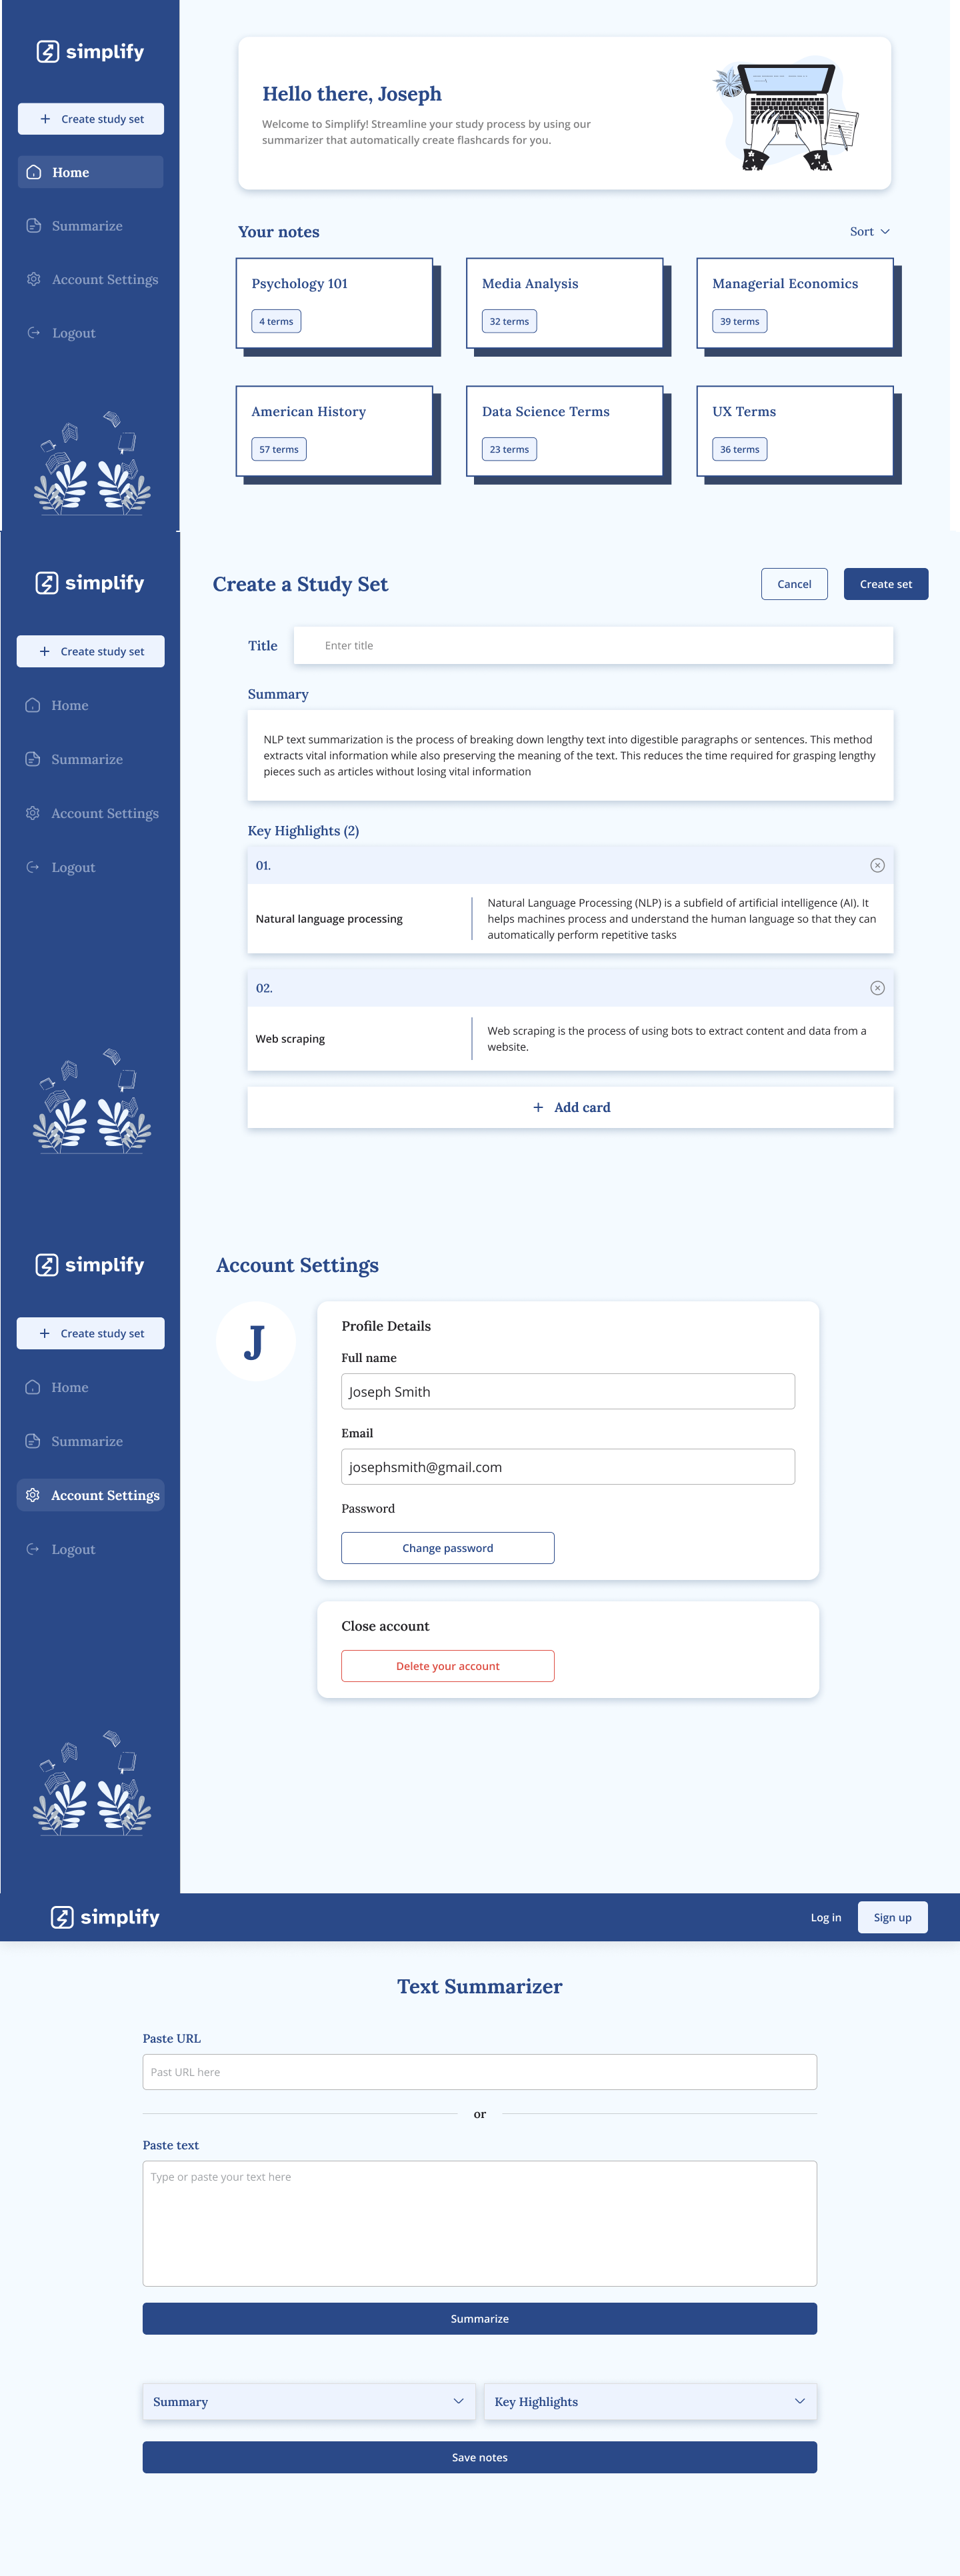 simplify
+ Create study set
Home
Summarize
Account Settings
Logout
Hello there, Joseph
Welcome to Simplify! Streamline your study process by using our
summarizer that automatically create flashcards for you.
Your notes
Sort
Psychology 101
4 terms
Media Analysis
32 terms
Managerial Economics
39 terms
American History
57 terms
Data Science Terms
23 terms
UX Terms
36 terms
simplify
+ Create study set
Home
Summarize
Account Settings
Logout
Create a Study Set
Cancel
Create set
Title
Enter title
Summary
NLP text summarization is the process of breaking down lengthy text into digestible paragraphs or sentences. This method
extracts vital information while also preserving the meaning of the text. This reduces the time required for grasping lengthy
pieces such as articles without losing vital information
Key Highlights (2)
01.
Natural language processing
Natural Language Processing (NLP) is a subfield of artificial intelligence (AI). It
helps machines process and understand the human language so that they can
automatically perform repetitive tasks
02.
Web scraping
Web scraping is the process of using bots to extract content and data from a
website.
+ Add card
simplify
+ Create study set
Home
Summarize
Account Settings
Logout
Account Settings
J
Profile Details
Full name
Joseph Smith
Email
josephsmith@gmail.com
Password
Change password
Close account
Delete your account
simplify
Log in
Sign up
Text Summarizer
Paste URL
Past URL here
or
Paste text
Type or paste your text here
Summarize
Summary
Key Highlights
Save notes